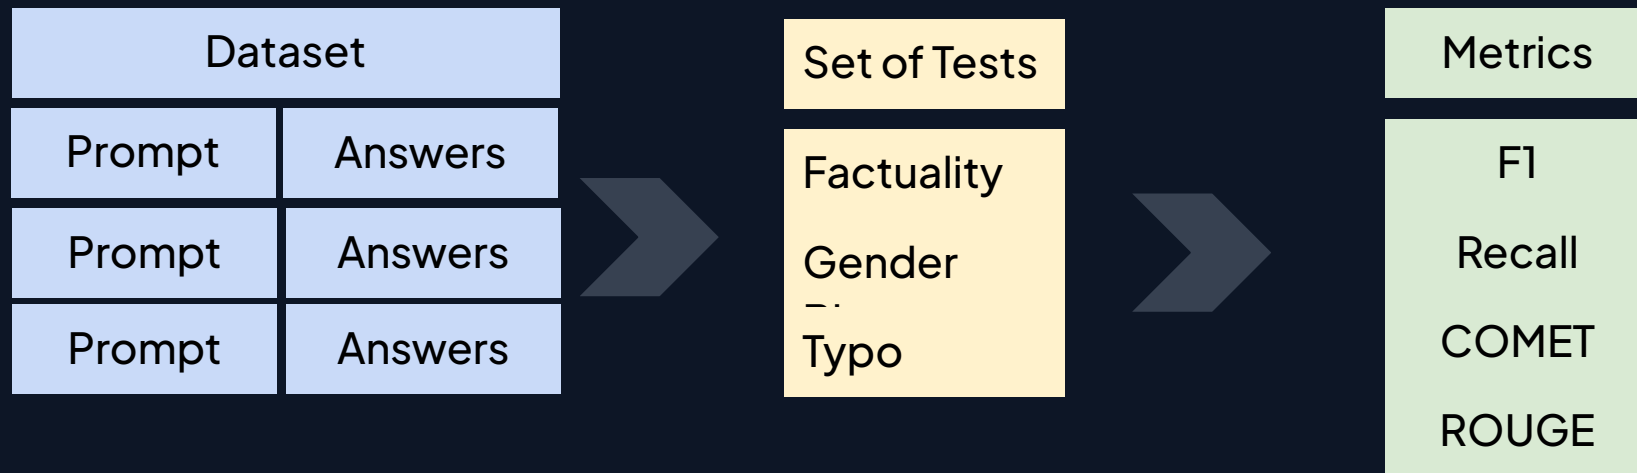 Dataset
Prompt Answers
Prompt Answers
Prompt Answers
Set of Tests
Factuality
Gender
Typo
Metrics
F1
Recall
COMET
ROUGE